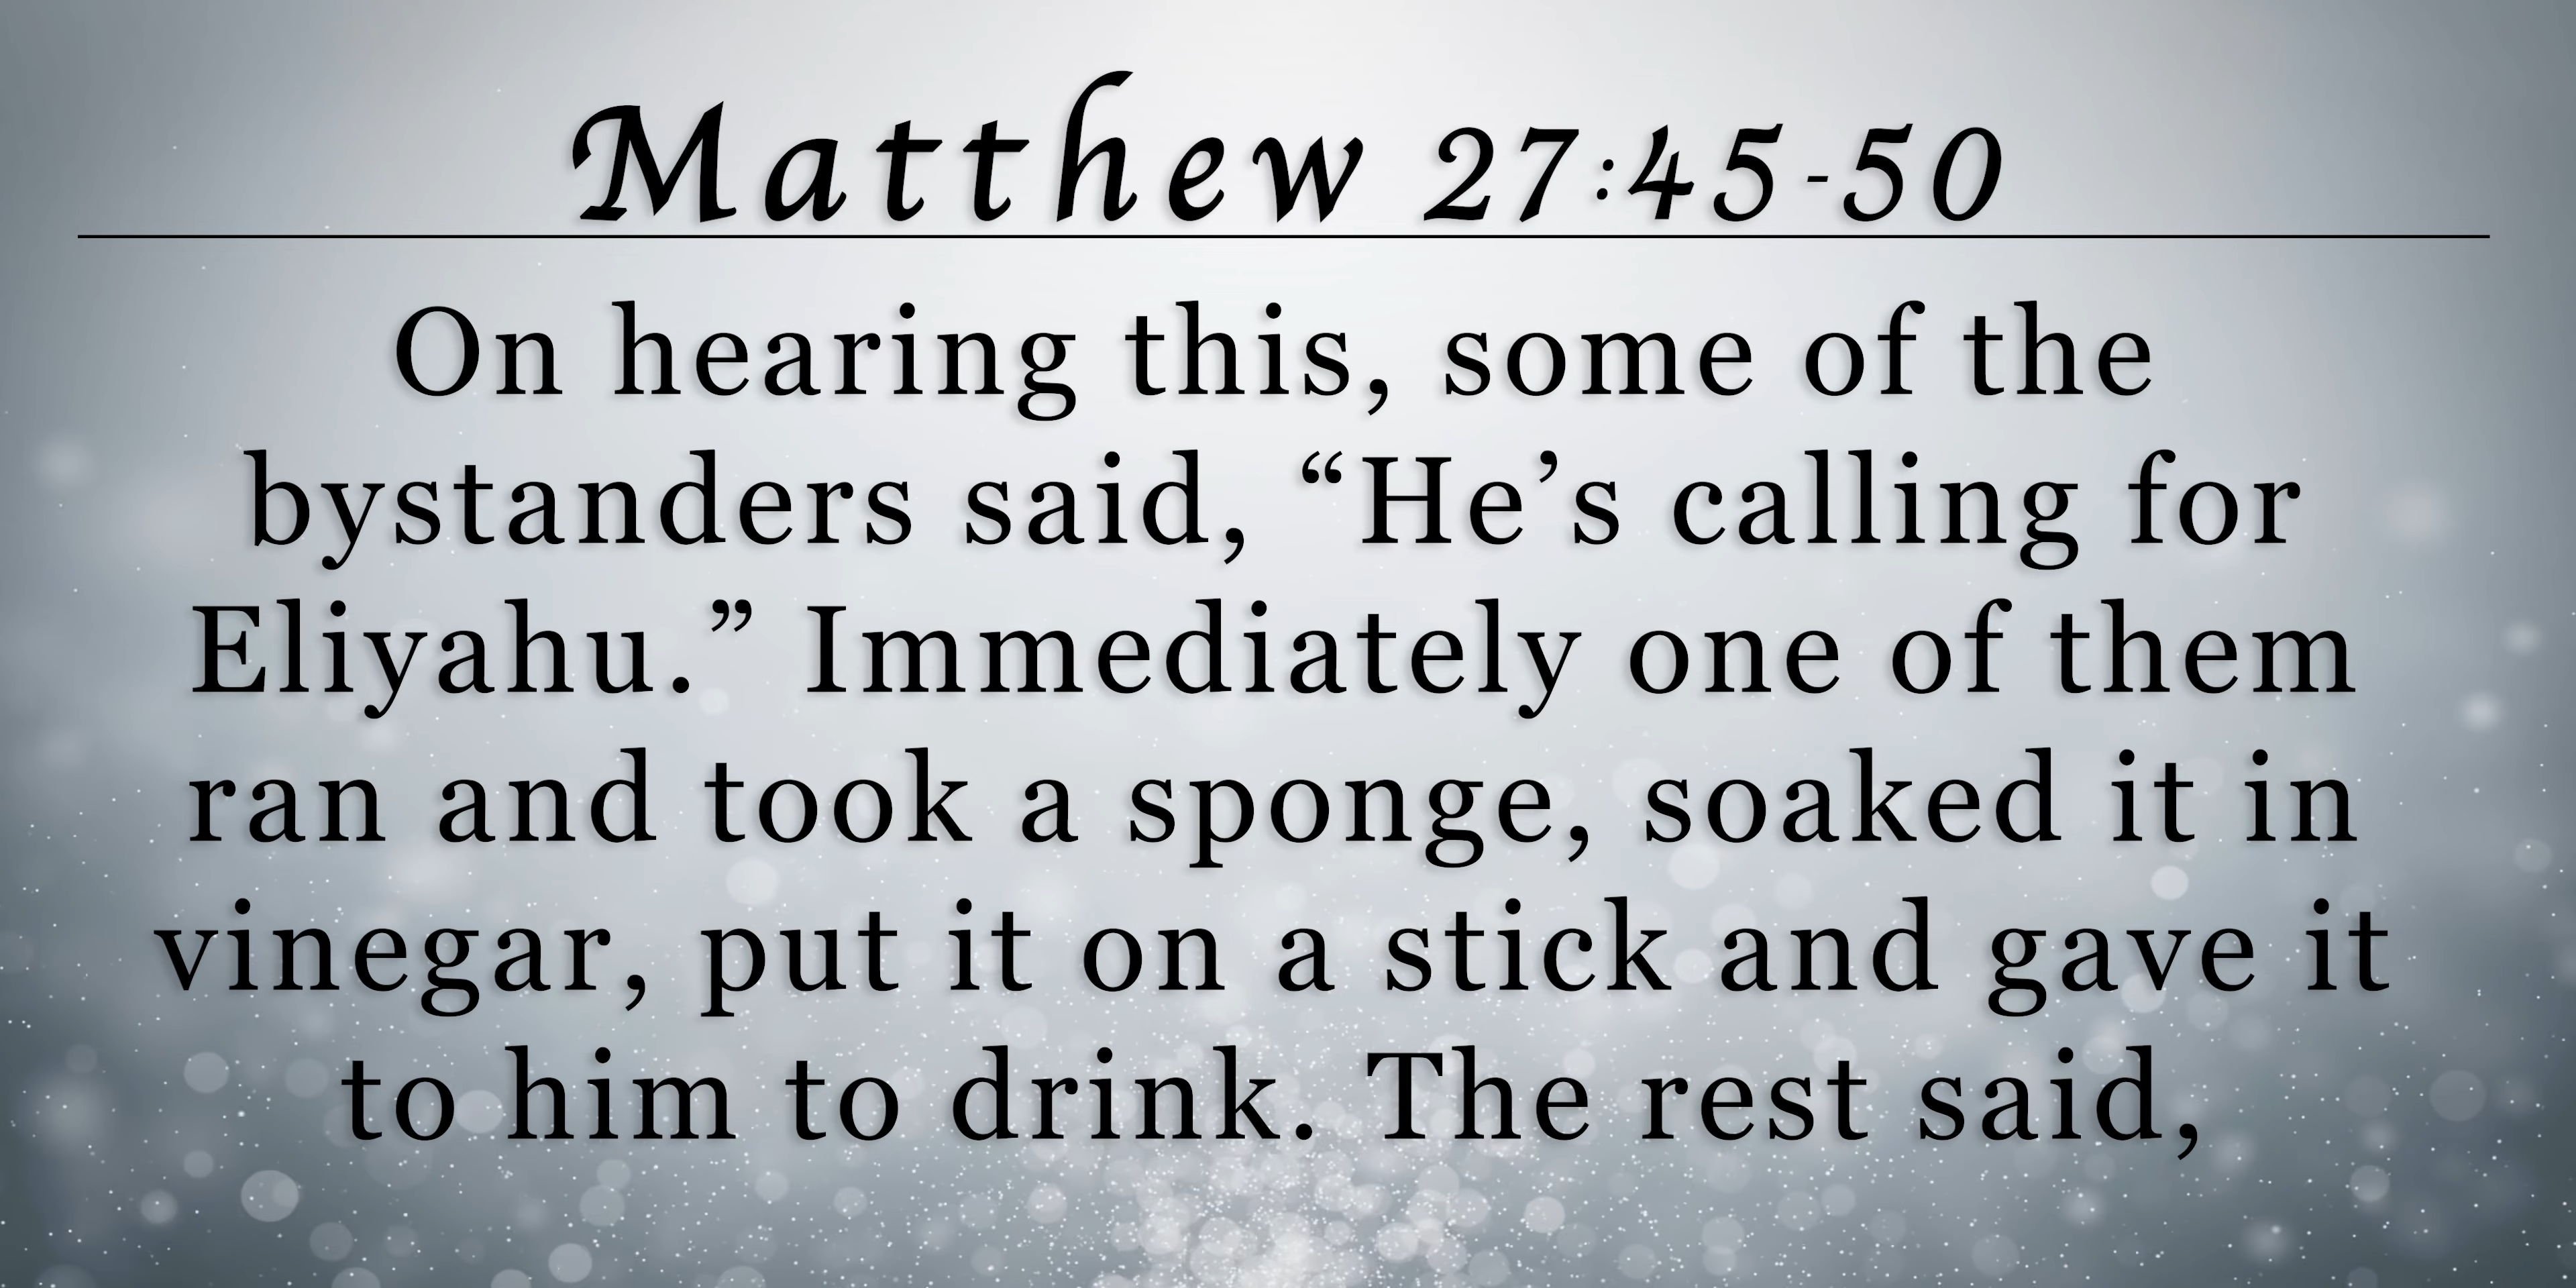 Matthew 27:45-50
On hearing this, some of the
bystanders said, “He’s calling for
Eliyahu.” Immediately one of them
ran and took a sponge, soaked it in
vinegar, put it on a stick and gave it
to him to drink. The rest said,